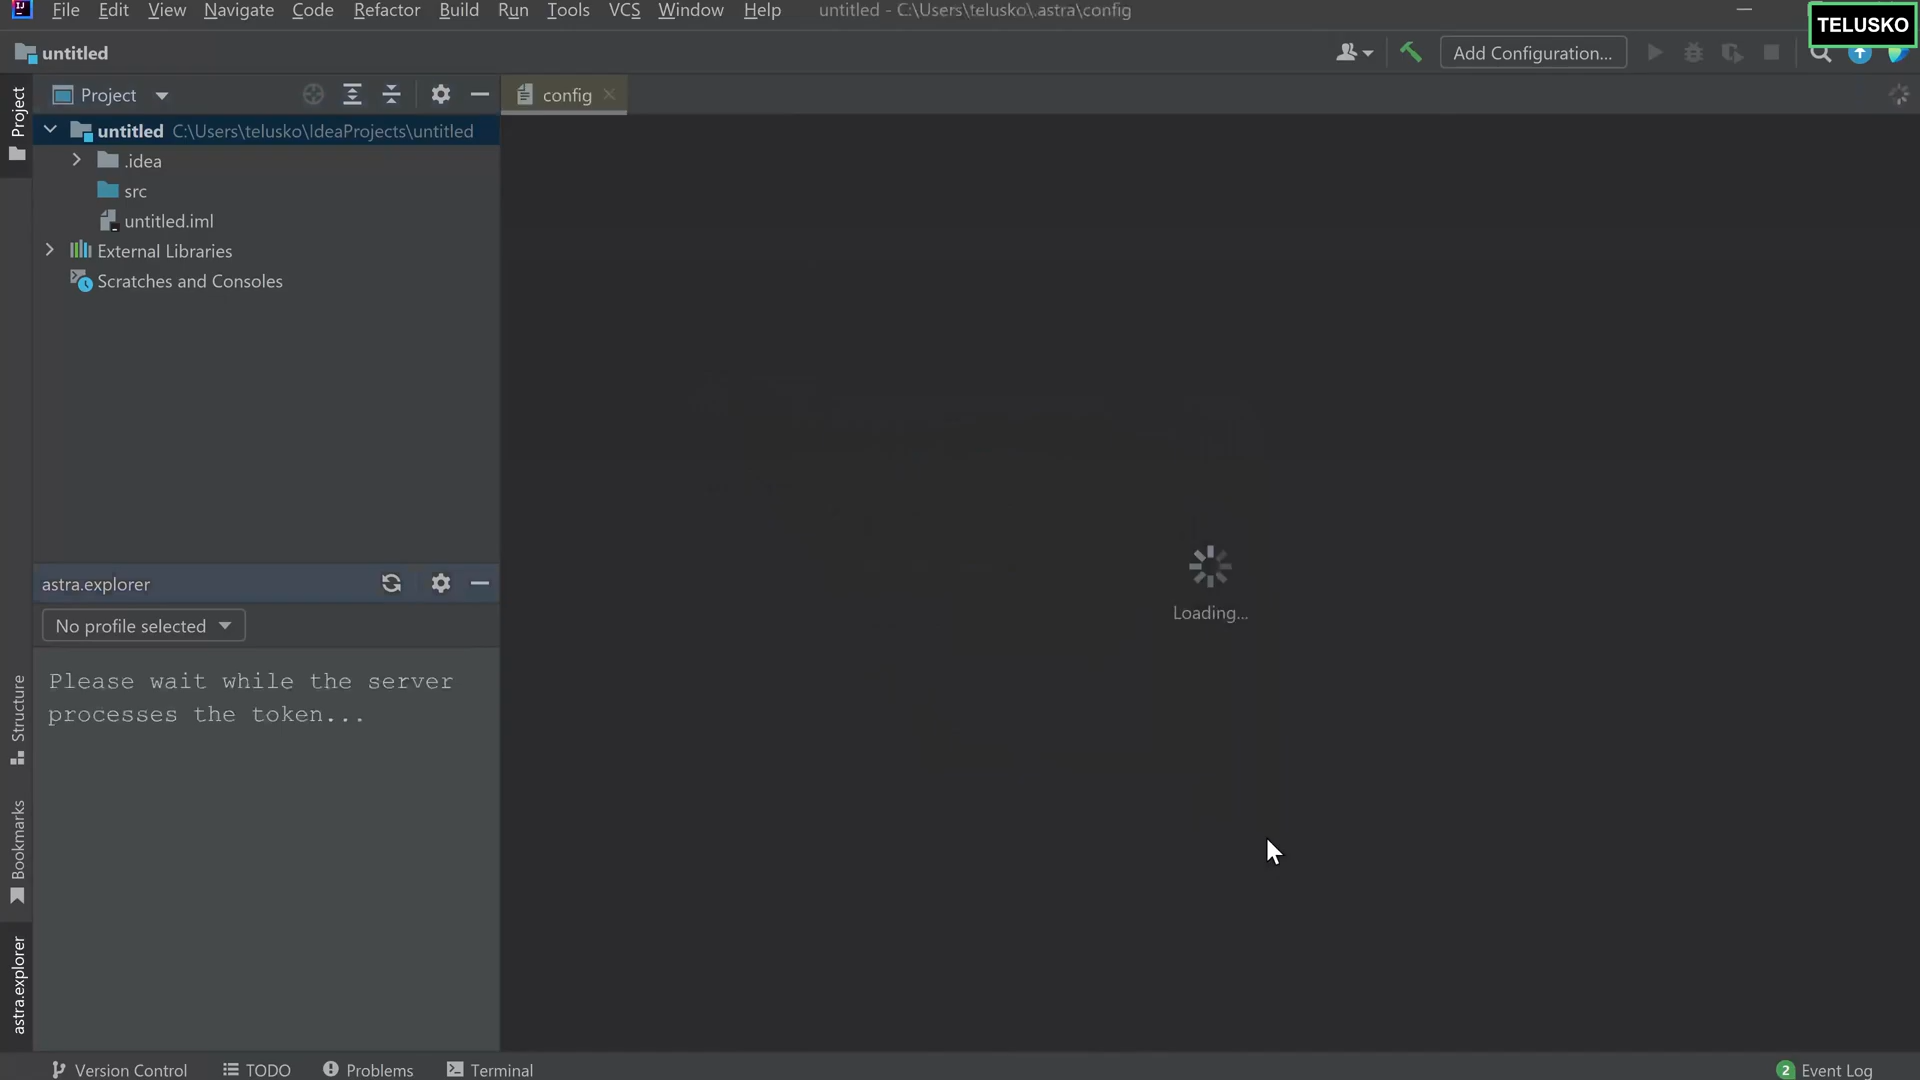 File Edit View Navigate Code Refactor Build Run Tools VCS Window Help untitled - C:\Users\telusko\.astra\config
TELUSKO
untitled
Add Configuration...
Project
Project
config
untitled C:\Users\telusko\IdeaProjects\untitled
.idea
src
untitled.iml
External Libraries
Scratches and Consoles
astra.explorer
No profile selected
Loading...
Please wait while the server
processes the token...
Structure
Bookmarks
astra.explorer
Version Control TODO Problems Terminal 2 Event Log